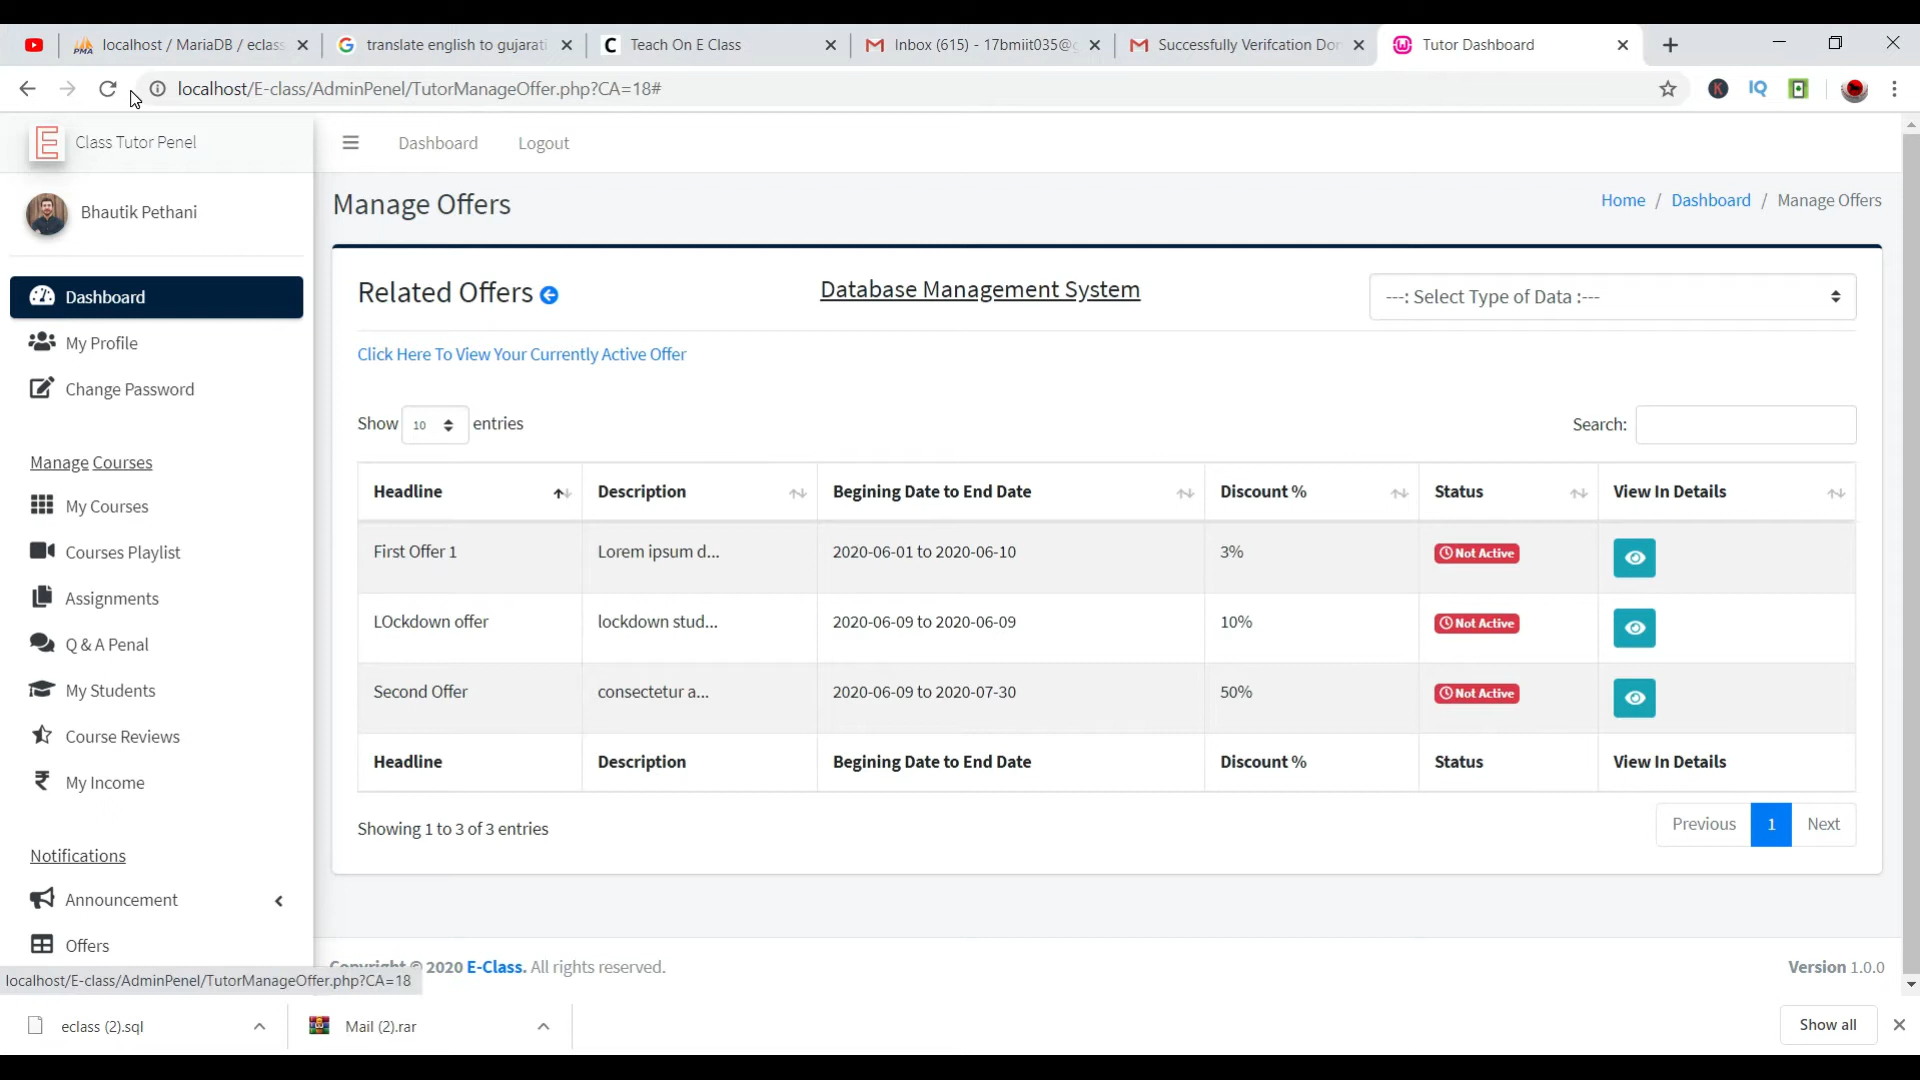 localhost / MariaDB / eclass
translate english to gujarati
Teach On E Class
Inbox (615) - 17bmiit035@g
Successfully Verifcation Don
Tutor Dashboard
localhost/E-class/AdminPenel/TutorManageOffer.php?CA=18#
K
IQ
E
Class Tutor Penel
Bhautik Pethani
Dashboard
My Profile
Change Password
Manage Courses
My Courses
Courses Playlist
Assignments
Q & A Penal
My Students
Course Reviews
My Income
Notifications
Announcement
Offers
Dashboard
Logout
Manage Offers
Home / Dashboard / Manage Offers
Related Offers
Database Management System
---: Select Type of Data :---
Click Here To View Your Currently Active Offer
Show 10 entries
Search:
Headline Description Begining Date to End Date Discount % Status View In Details
First Offer 1 Lorem ipsum d... 2020-06-01 to 2020-06-10 3% Not Active
LOckdown offer lockdown stud... 2020-06-09 to 2020-06-09 10% Not Active
Second Offer consectetur a... 2020-06-09 to 2020-07-30 50% Not Active
Headline Description Begining Date to End Date Discount % Status View In Details
Showing 1 to 3 of 3 entries
Previous 1 Next
Copyright © 2020 E-Class. All rights reserved.
Version 1.0.0
localhost/E-class/AdminPenel/TutorManageOffer.php?CA=18
eclass (2).sql
Mail (2).rar
Show all